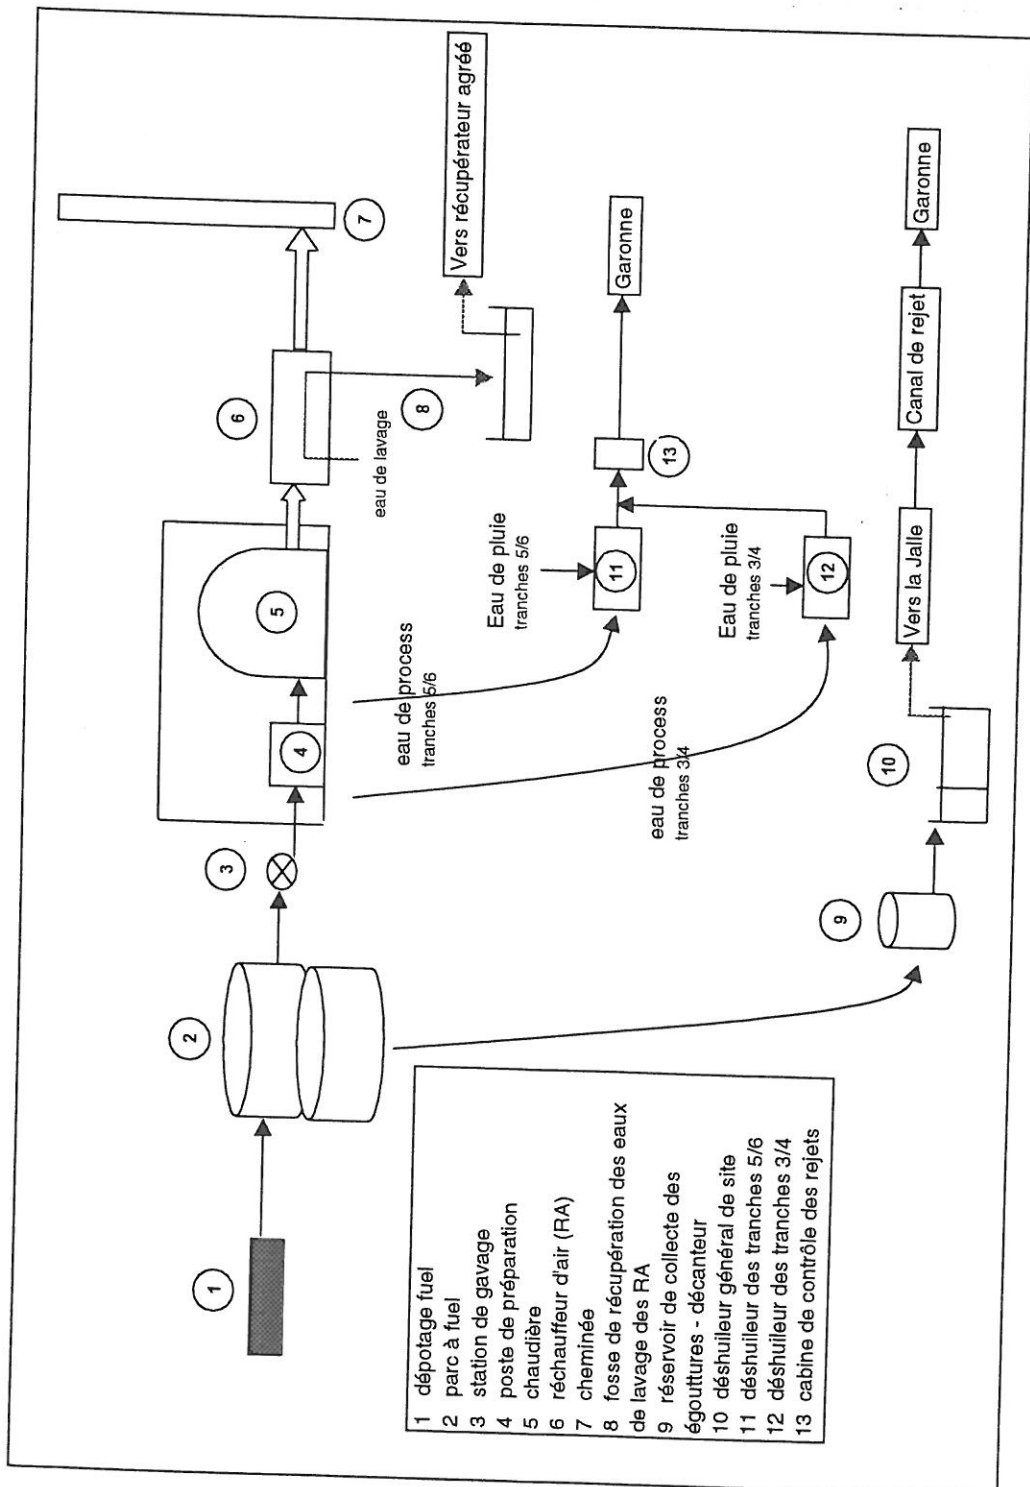 7
Vers récupérateur agréé
6
8
eau de lavage
Garonne
13
5
Eau de pluie
tranches 5/6
11
4
eau de process
tranches 5/6
Eau de pluie
tranches 3/4
12
eau de process
tranches 3/4
3
Garonne
Canal de rejet
Vers la Jalle
10
9
2
1
1 dépotage fuel
2 parc à fuel
3 station de gavage
4 poste de préparation
5 chaudière
6 réchauffeur d'air (RA)
7 cheminée
8 fosse de récupération des eaux
de lavage des RA
9 réservoir de collecte des
égouttures - décanteur
10 déshuileur général de site
11 déshuileur des tranches 5/6
12 déshuileur des tranches 3/4
13 cabine de contrôle des rejets